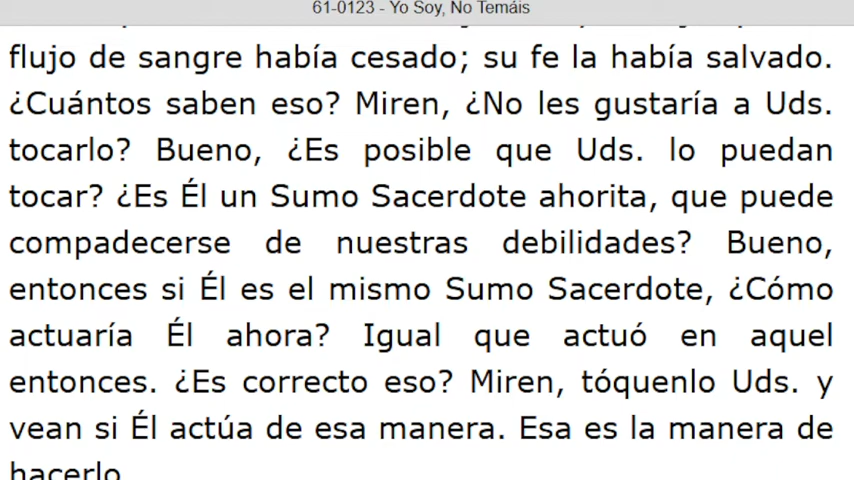 61-0123 - Yo Soy, No Temáis
flujo de sangre había cesado; su fe la había salvado.
¿Cuántos saben eso? Miren, ¿No les gustaría a Uds.
tocarlo? Bueno, ¿Es posible que Uds. lo puedan
tocar? ¿Es Él un Sumo Sacerdote ahorita, que puede
compadecerse de nuestras debilidades? Bueno,
entonces si Él es el mismo Sumo Sacerdote, ¿Cómo
actuaría Él ahora? Igual que actuó en aquel
entonces. ¿Es correcto eso? Miren, tóquenlo Uds. y
vean si Él actúa de esa manera. Esa es la manera de
hacerlo